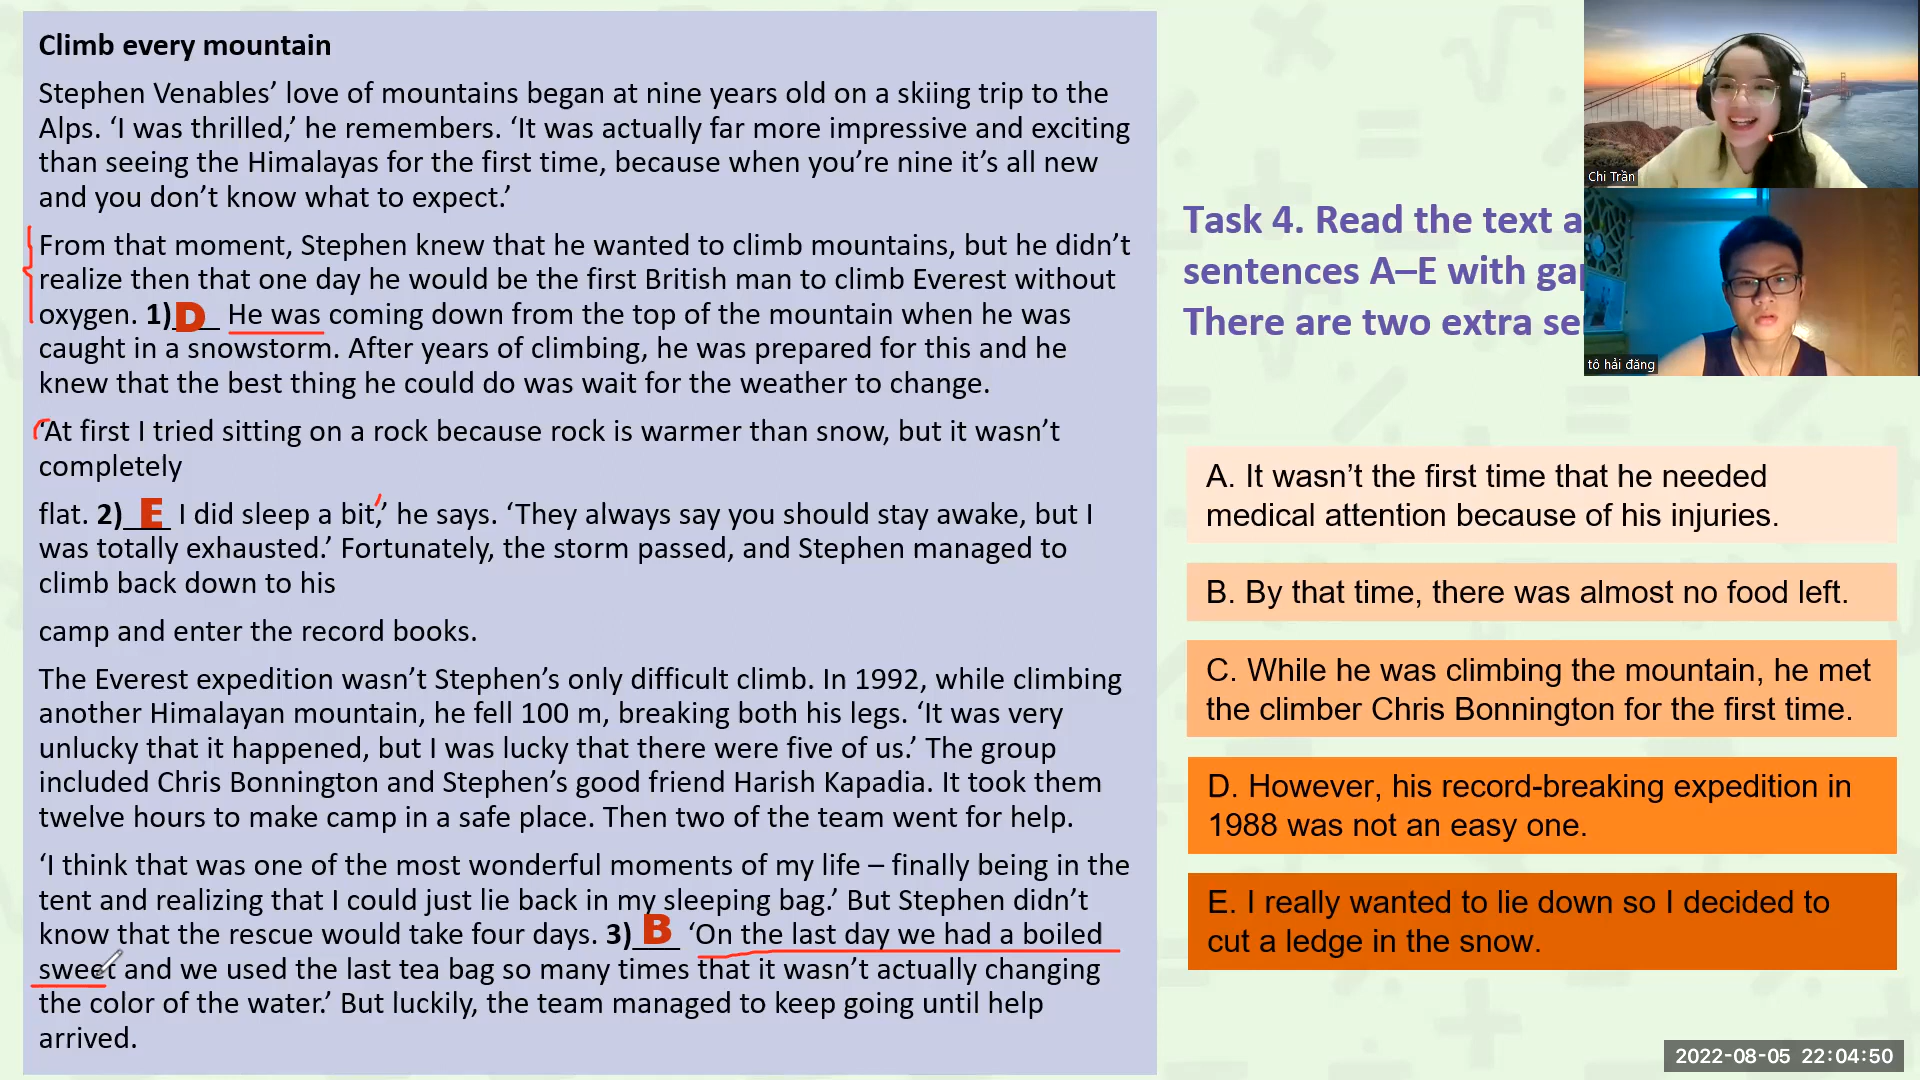 Climb every mountain
Stephen Venables’ love of mountains began at nine years old on a skiing trip to the
Alps. ‘I was thrilled,’ he remembers. ‘It was actually far more impressive and exciting
than seeing the Himalayas for the first time, because when you’re nine it’s all new
and you don’t know what to expect.’
From that moment, Stephen knew that he wanted to climb mountains, but he didn’t
realize then that one day he would be the first British man to climb Everest without
oxygen. 1)__D__ He was coming down from the top of the mountain when he was
caught in a snowstorm. After years of climbing, he was prepared for this and he
knew that the best thing he could do was wait for the weather to change.
‘At first I tried sitting on a rock because rock is warmer than snow, but it wasn’t
completely
flat. 2)__E__ I did sleep a bit,’ he says. ‘They always say you should stay awake, but I
was totally exhausted.’ Fortunately, the storm passed, and Stephen managed to
climb back down to his
camp and enter the record books.
The Everest expedition wasn’t Stephen’s only difficult climb. In 1992, while climbing
another Himalayan mountain, he fell 100 m, breaking both his legs. ‘It was very
unlucky that it happened, but I was lucky that there were five of us.’ The group
included Chris Bonnington and Stephen’s good friend Harish Kapadia. It took them
twelve hours to make camp in a safe place. Then two of the team went for help.
‘I think that was one of the most wonderful moments of my life – finally being in the
tent and realizing that I could just lie back in my sleeping bag.’ But Stephen didn’t
know that the rescue would take four days. 3)__B__ ‘On the last day we had a boiled
sweet and we used the last tea bag so many times that it wasn’t actually changing
the color of the water.’ But luckily, the team managed to keep going until help
arrived.
Task 4. Read the text a
sentences A–E with gap
There are two extra se
A. It wasn’t the first time that he needed
medical attention because of his injuries.
B. By that time, there was almost no food left.
C. While he was climbing the mountain, he met
the climber Chris Bonnington for the first time.
D. However, his record-breaking expedition in
1988 was not an easy one.
E. I really wanted to lie down so I decided to
cut a ledge in the snow.
Chi Trần
tô hải đăng
2022-08-05 22:04:50